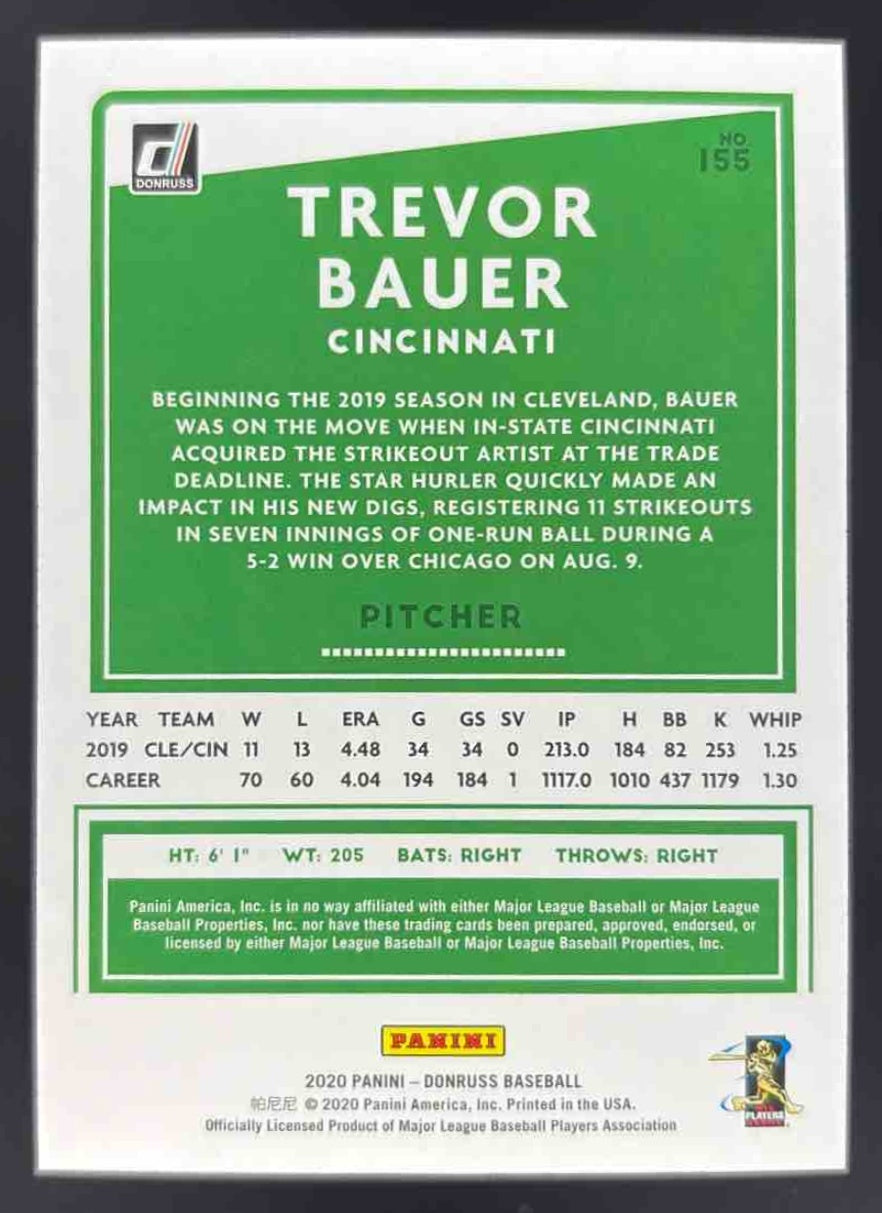 DONRUSS
NO
155
TREVOR
BAUER
CINCINNATI
BEGINNING THE 2019 SEASON IN CLEVELAND, BAUER
WAS ON THE MOVE WHEN IN-STATE CINCINNATI
ACQUIRED THE STRIKEOUT ARTIST AT THE TRADE
DEADLINE. THE STAR HURLER QUICKLY MADE AN
IMPACT IN HIS NEW DIGS, REGISTERING 11 STRIKEOUTS
IN SEVEN INNINGS OF ONE-RUN BALL DURING A
5-2 WIN OVER CHICAGO ON AUG. 9.
PITCHER
YEAR TEAM W L ERA G GS SV IP H BB K WHIP
2019 CLE/CIN 11 13 4.48 34 34 0 213.0 184 82 253 1.25
CAREER 70 60 4.04 194 184 1 1117.0 1010 437 1179 1.30
HT: 6' 1" WT: 205 BATS: RIGHT THROWS: RIGHT
Panini America, Inc. is in no way affiliated with either Major League Baseball or Major League
Baseball Properties, Inc. nor have these trading cards been prepared, approved, endorsed, or
licensed by either Major League Baseball or Major League Baseball Properties, Inc.
PANINI
2020 PANINI – DONRUSS BASEBALL
帕尼尼 © 2020 Panini America, Inc. Printed in the USA.
Officially Licensed Product of Major League Baseball Players Association
PLAYERS